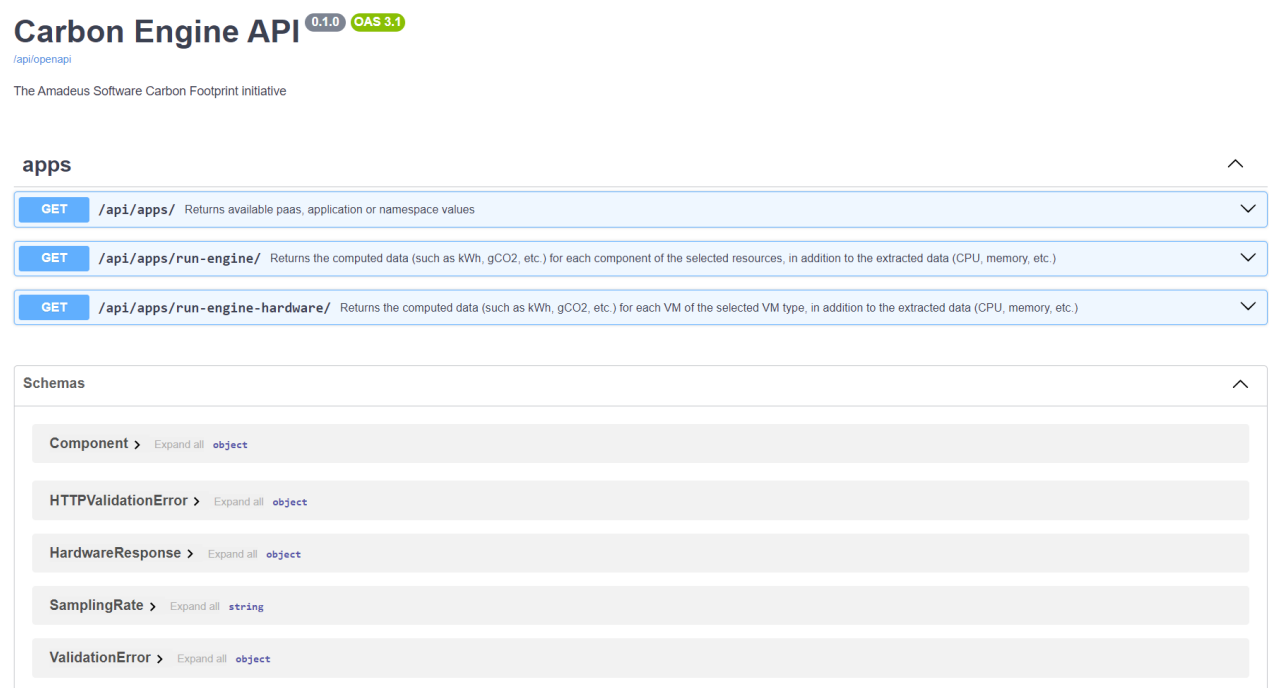 Carbon Engine API 0.1.0 OAS 3.1
/api/openapi
The Amadeus Software Carbon Footprint initiative
apps
GET /api/apps/ Returns available paas, application or namespace values
GET /api/apps/run-engine/ Returns the computed data (such as kWh, gCO2, etc.) for each component of the selected resources, in addition to the extracted data (CPU, memory, etc.)
GET /api/apps/run-engine-hardware/ Returns the computed data (such as kWh, gCO2, etc.) for each VM of the selected VM type, in addition to the extracted data (CPU, memory, etc.)
Schemas
Component Expand all object
HTTPValidationError Expand all object
HardwareResponse Expand all object
SamplingRate Expand all string
ValidationError Expand all object